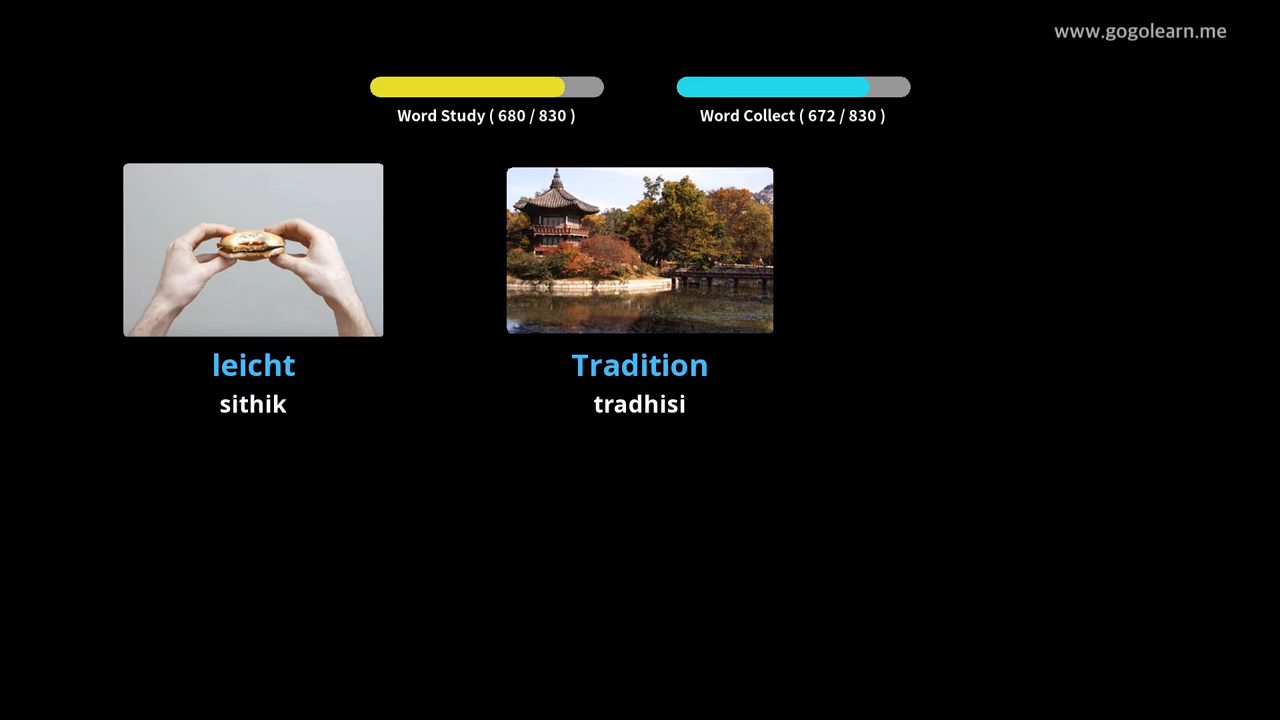 www.gogolearn.me
Word Study ( 680 / 830 )
Word Collect ( 672 / 830 )
leicht
sithik
Tradition
tradhisi